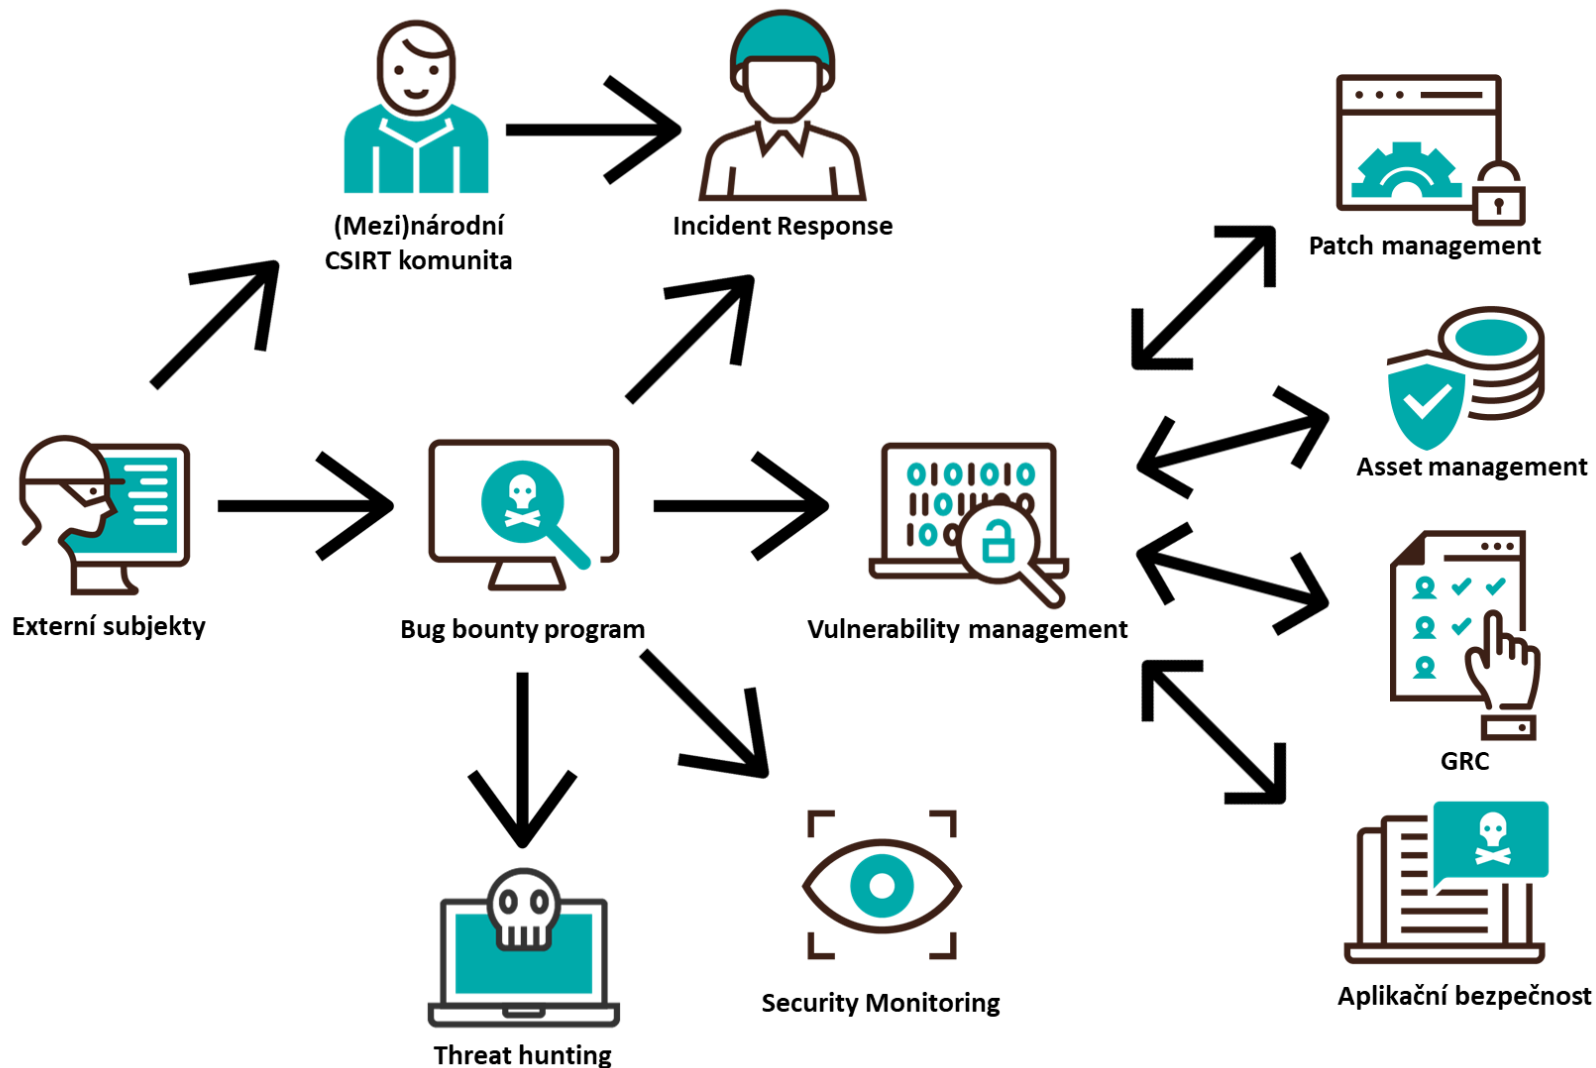 (Mezi)národní
CSIRT komunita
Incident Response
Patch management
Asset management
Externí subjekty
Bug bounty program
Vulnerability management
GRC
Security Monitoring
Aplikační bezpečnost
Threat hunting